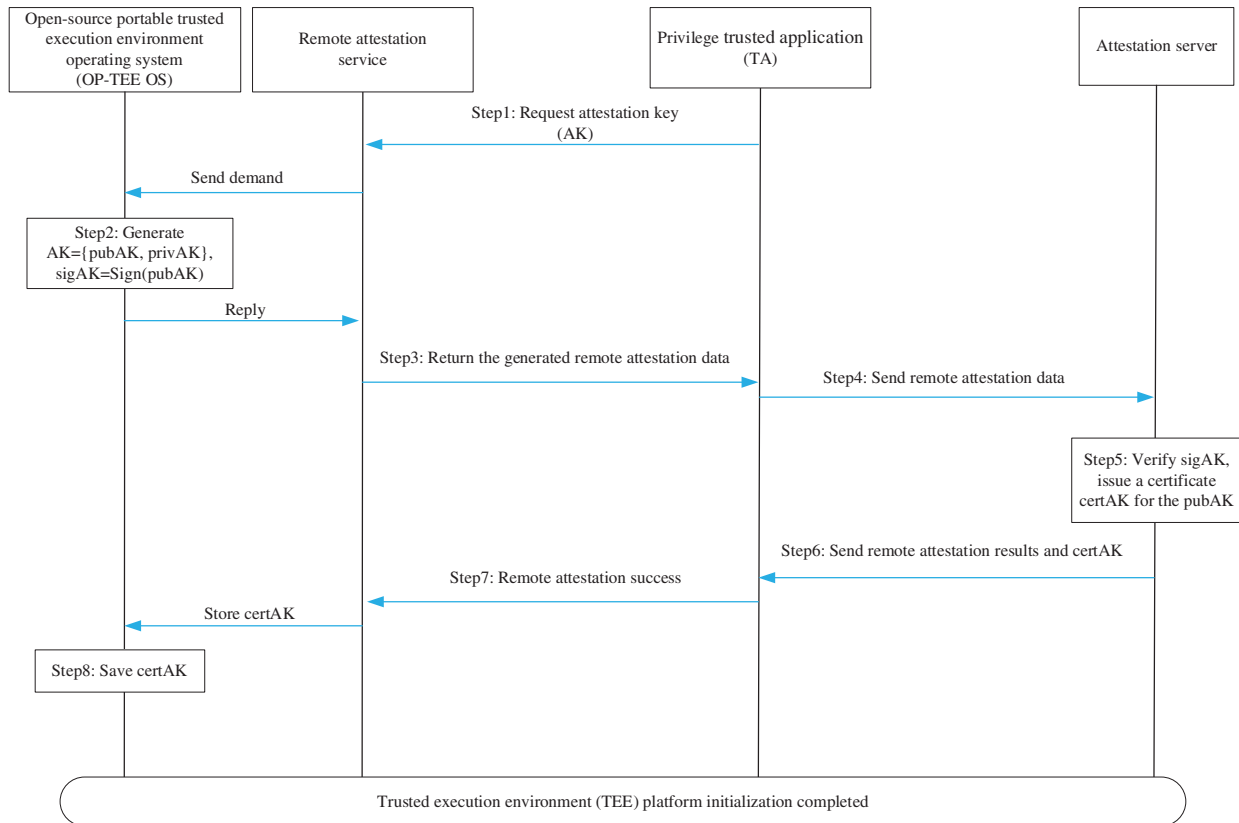 Open-source portable trusted
execution environment
operating system
(OP-TEE OS)
Remote attestation
service
Privilege trusted application
(TA)
Attestation server
Step1: Request attestation key
(AK)
Send demand
Step2: Generate
AK={pubAK, privAK},
sigAK=Sign(pubAK)
Reply
Step3: Return the generated remote attestation data
Step4: Send remote attestation data
Step5: Verify sigAK,
issue a certificate
certAK for the pubAK
Step6: Send remote attestation results and certAK
Step7: Remote attestation success
Store certAK
Step8: Save certAK
Trusted execution environment (TEE) platform initialization completed